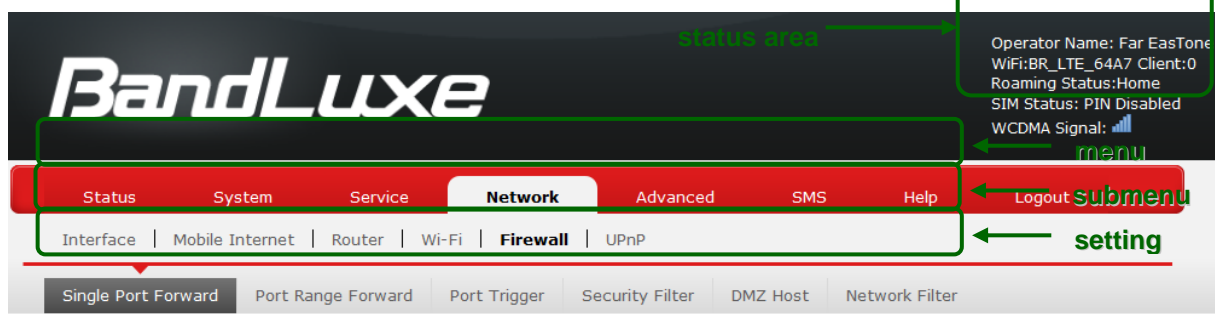 status area
Operator Name: Far EasTone
WiFi:BR_LTE_64A7 Client:0
Roaming Status:Home
SIM Status: PIN Disabled
WCDMA Signal:
BandLuxe
menu
Status System Service Network Advanced SMS Help Logout
submenu
Interface | Mobile Internet | Router | Wi-Fi | Firewall | UPnP
setting
Single Port Forward Port Range Forward Port Trigger Security Filter DMZ Host Network Filter